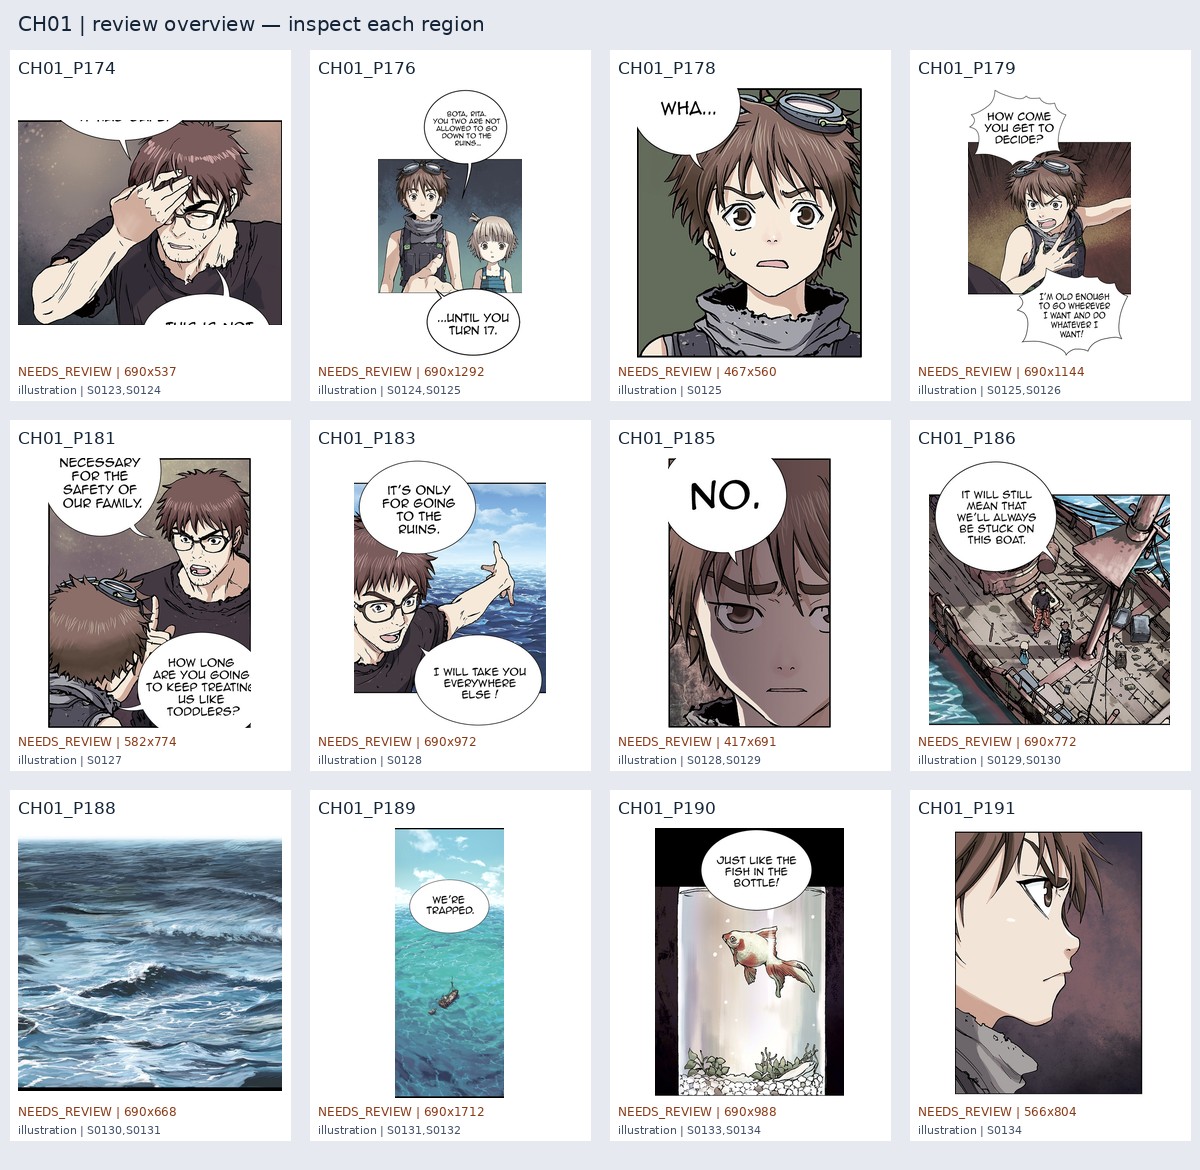 CH01 | review overview — inspect each region
CH01_P174
NEEDS_REVIEW | 690x537
illustration | S0123,S0124
CH01_P176
GOTA, RITA.
YOU TWO ARE NOT
ALLOWED TO GO
DOWN TO THE
RUINS...
...UNTIL YOU
TURN 17.
NEEDS_REVIEW | 690x1292
illustration | S0124,S0125
CH01_P178
WHA...
NEEDS_REVIEW | 467x560
illustration | S0125
CH01_P179
HOW COME
YOU GET TO
DECIDE?
I'M OLD ENOUGH
TO GO WHEREVER
I WANT AND DO
WHATEVER I
WANT!
NEEDS_REVIEW | 690x1144
illustration | S0125,S0126
CH01_P181
NECESSARY
FOR THE
SAFETY OF
OUR FAMILY.
HOW LONG
ARE YOU GOING
TO KEEP TREATING
US LIKE
TODDLERS?
NEEDS_REVIEW | 582x774
illustration | S0127
CH01_P183
IT'S ONLY
FOR GOING
TO THE
RUINS.
I WILL TAKE YOU
EVERYWHERE
ELSE !
NEEDS_REVIEW | 690x972
illustration | S0128
CH01_P185
NO.
NEEDS_REVIEW | 417x691
illustration | S0128,S0129
CH01_P186
IT WILL STILL
MEAN THAT
WE'LL ALWAYS
BE STUCK ON
THIS BOAT.
NEEDS_REVIEW | 690x772
illustration | S0129,S0130
CH01_P188
NEEDS_REVIEW | 690x668
illustration | S0130,S0131
CH01_P189
WE'RE
TRAPPED.
NEEDS_REVIEW | 690x1712
illustration | S0131,S0132
CH01_P190
JUST LIKE THE
FISH IN THE
BOTTLE!
NEEDS_REVIEW | 690x988
illustration | S0133,S0134
CH01_P191
NEEDS_REVIEW | 566x804
illustration | S0134